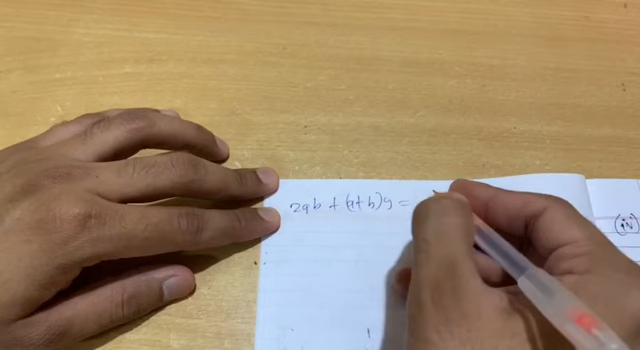 2ab + (a+b)y =
(iv)